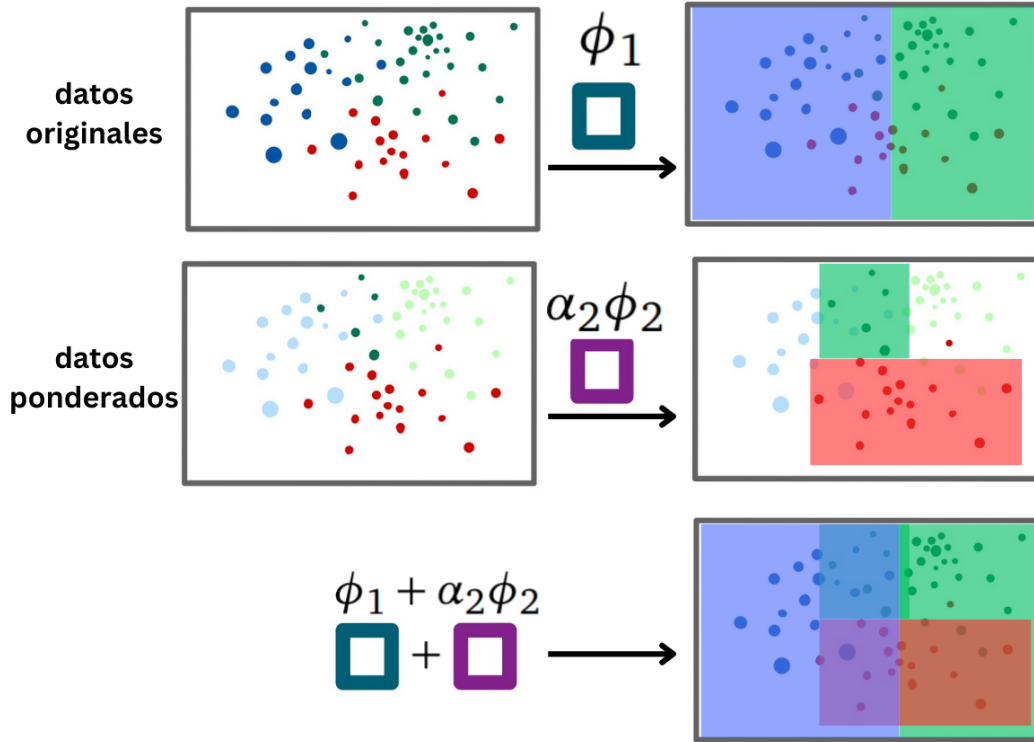 datos
originales
ϕ₁
datos
ponderados
α₂ϕ₂
ϕ₁ + α₂ϕ₂
+